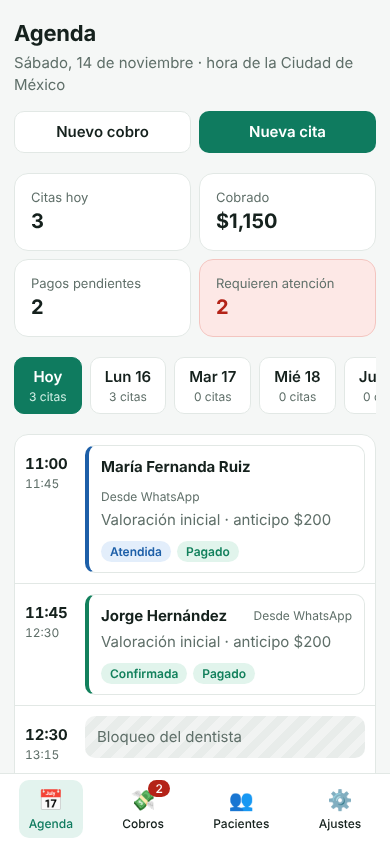 Agenda
Sábado, 14 de noviembre · hora de la Ciudad de
México
Nuevo cobro
Nueva cita
Citas hoy
3
Cobrado
$1,150
Pagos pendientes
2
Requieren atención
2
Hoy
3 citas
Lun 16
3 citas
Mar 17
0 citas
Mié 18
0 citas
Ju
0 c
11:00
11:45
María Fernanda Ruiz
Desde WhatsApp
Valoración inicial · anticipo $200
Atendida
Pagado
11:45
12:30
Jorge Hernández
Desde WhatsApp
Valoración inicial · anticipo $200
Confirmada
Pagado
12:30
13:15
Bloqueo del dentista
Agenda
2
Cobros
Pacientes
Ajustes